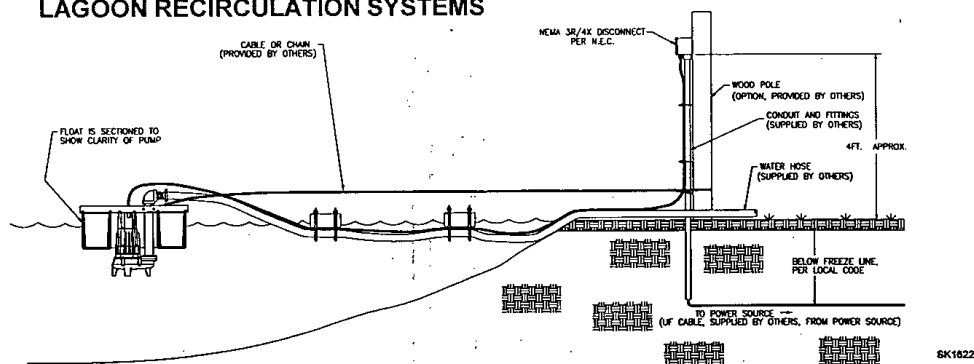 LAGOON RECIRCULATION SYSTEMS
CABLE OR CHAIN
(PROVIDED BY OTHERS)
NEMA 3R/4X DISCONNECT
PER N.E.C.
WOOD POLE
(OPTION, PROVIDED BY OTHERS)
CONDUIT AND FITTINGS
(SUPPLIED BY OTHERS)
FLOAT IS SECTIONED TO
SHOW CLARITY OF PUMP
4FT. APPROX.
WATER HOSE
(SUPPLIED BY OTHERS)
BELOW FREEZE LINE,
PER LOCAL CODE
TO POWER SOURCE
(UF CABLE, SUPPLIED BY OTHERS, FROM POWER SOURCE)
SK1622